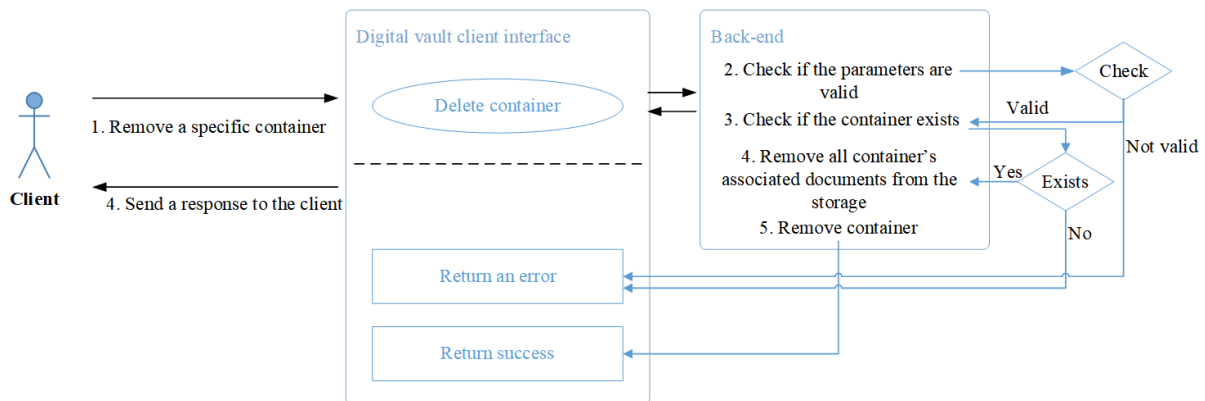 Digital vault client interface
Back-end
2. Check if the parameters are
valid
Check
Delete container
1. Remove a specific container
Valid
3. Check if the container exists
Not valid
4. Remove all container’s
associated documents from the
storage
Yes
Exists
Client
4. Send a response to the client
5. Remove container
No
Return an error
Return success